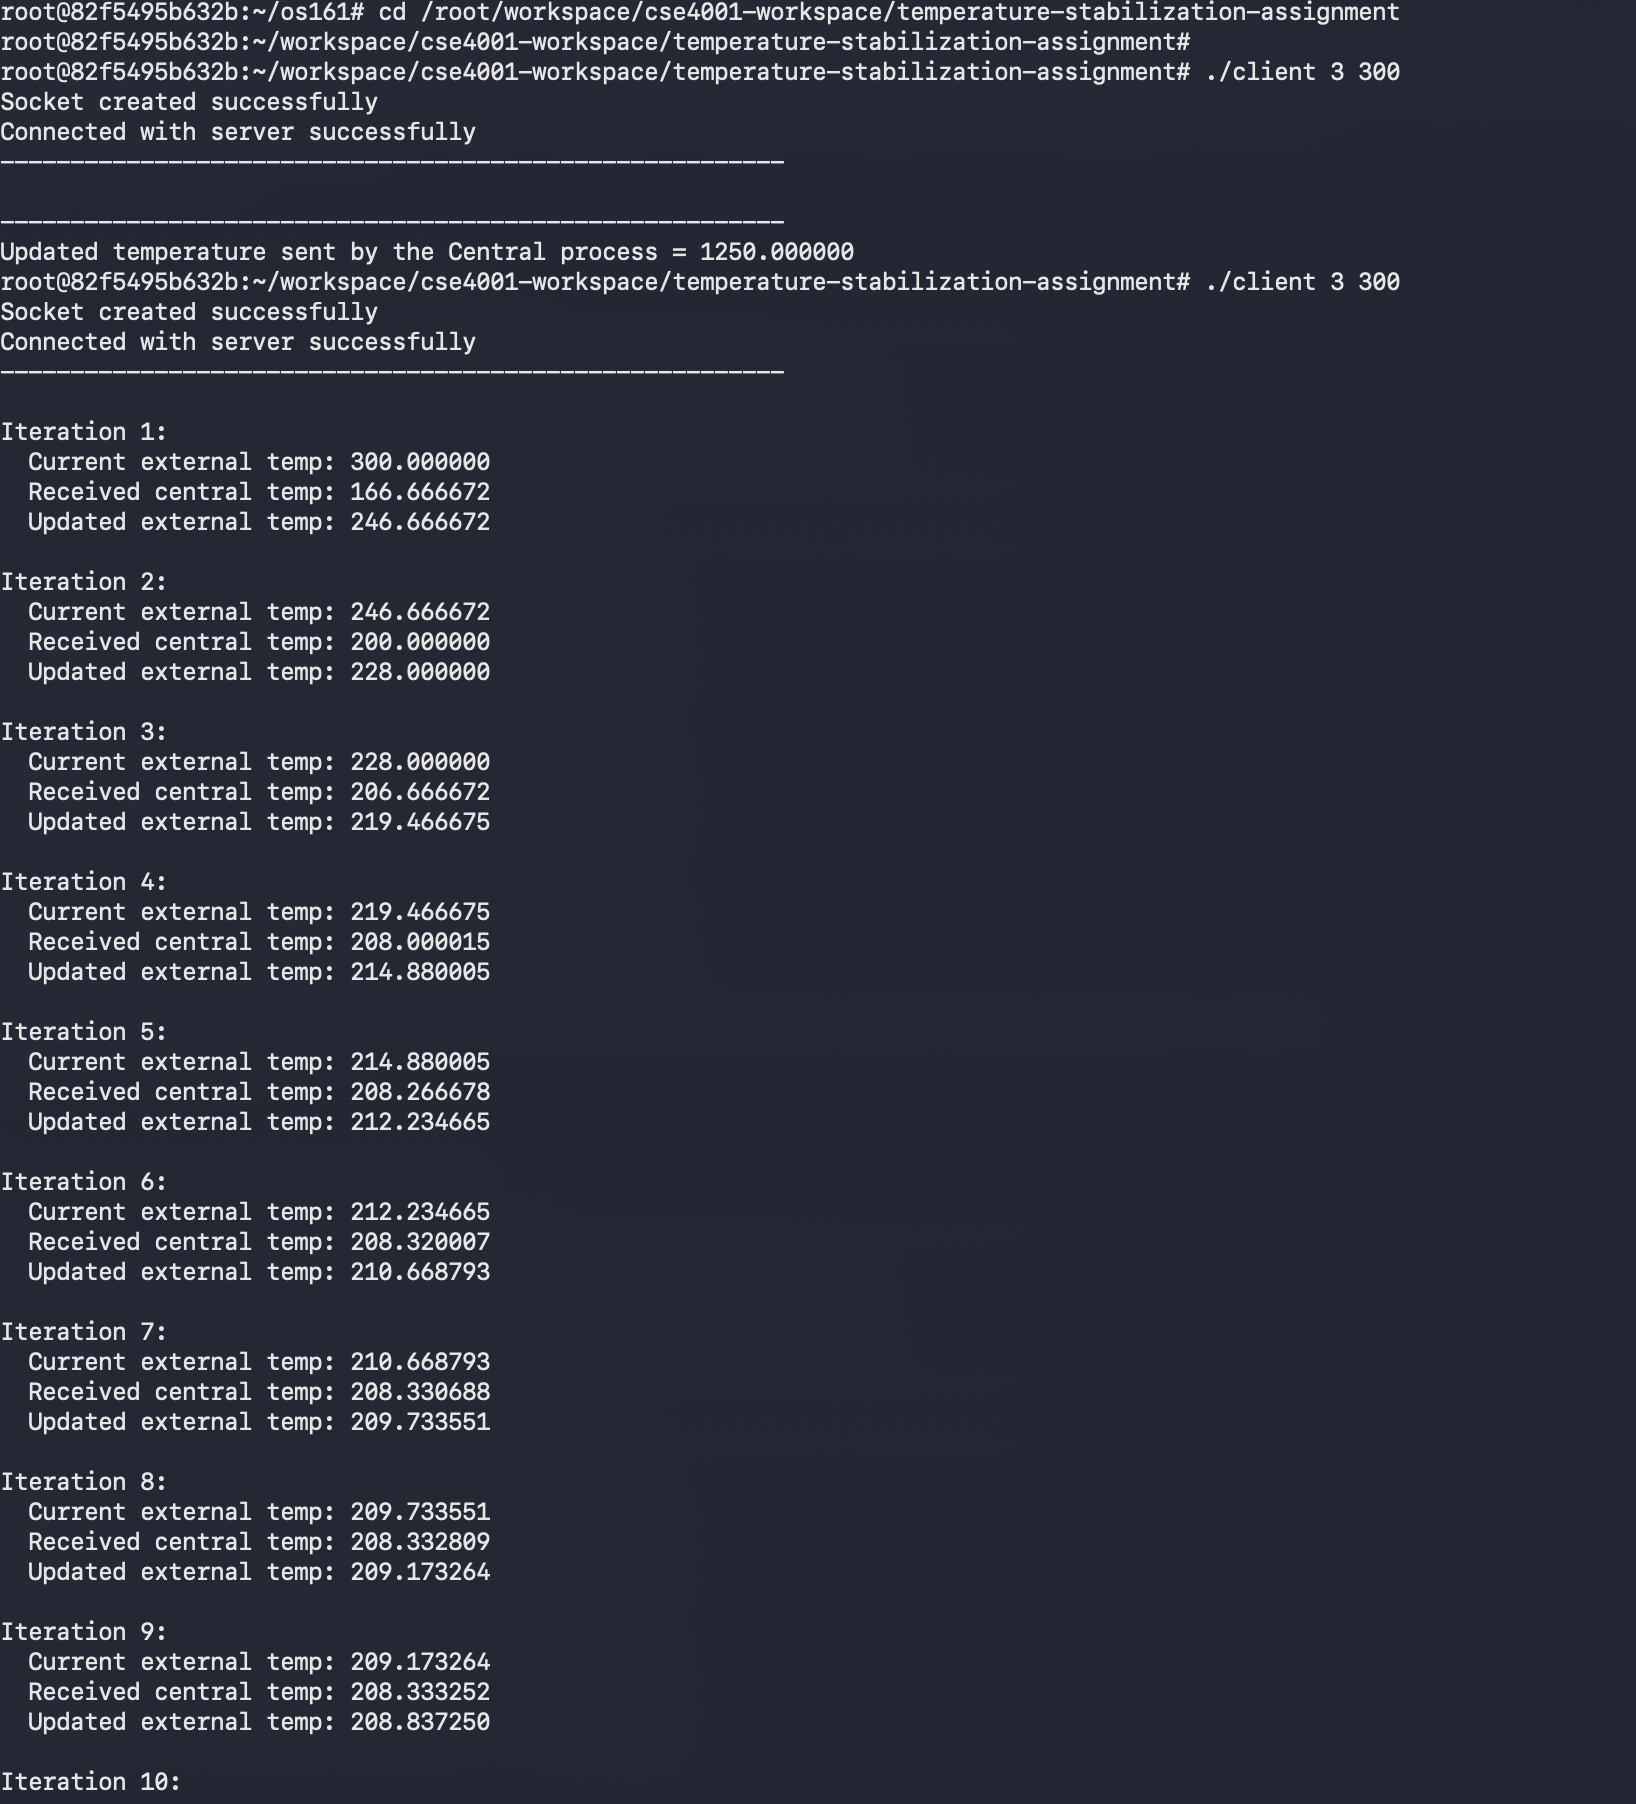 root@82f5495b632b:~/os161# cd /root/workspace/cse4001-workspace/temperature-stabilization-assignment
root@82f5495b632b:~/workspace/cse4001-workspace/temperature-stabilization-assignment#
root@82f5495b632b:~/workspace/cse4001-workspace/temperature-stabilization-assignment# ./client 3 300
Socket created successfully
Connected with server successfully
--------------------------------------------------------
--------------------------------------------------------
Updated temperature sent by the Central process = 1250.000000
root@82f5495b632b:~/workspace/cse4001-workspace/temperature-stabilization-assignment# ./client 3 300
Socket created successfully
Connected with server successfully
--------------------------------------------------------
Iteration 1:
  Current external temp: 300.000000
  Received central temp: 166.666672
  Updated external temp: 246.666672
Iteration 2:
  Current external temp: 246.666672
  Received central temp: 200.000000
  Updated external temp: 228.000000
Iteration 3:
  Current external temp: 228.000000
  Received central temp: 206.666672
  Updated external temp: 219.466675
Iteration 4:
  Current external temp: 219.466675
  Received central temp: 208.000015
  Updated external temp: 214.880005
Iteration 5:
  Current external temp: 214.880005
  Received central temp: 208.266678
  Updated external temp: 212.234665
Iteration 6:
  Current external temp: 212.234665
  Received central temp: 208.320007
  Updated external temp: 210.668793
Iteration 7:
  Current external temp: 210.668793
  Received central temp: 208.330688
  Updated external temp: 209.733551
Iteration 8:
  Current external temp: 209.733551
  Received central temp: 208.332809
  Updated external temp: 209.173264
Iteration 9:
  Current external temp: 209.173264
  Received central temp: 208.333252
  Updated external temp: 208.837250
Iteration 10: